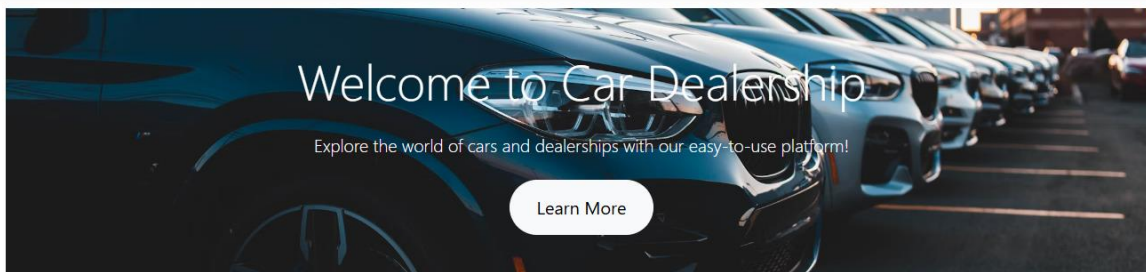 Welcome to Car Dealership
Explore the world of cars and dealerships with our easy-to-use platform!
Learn More